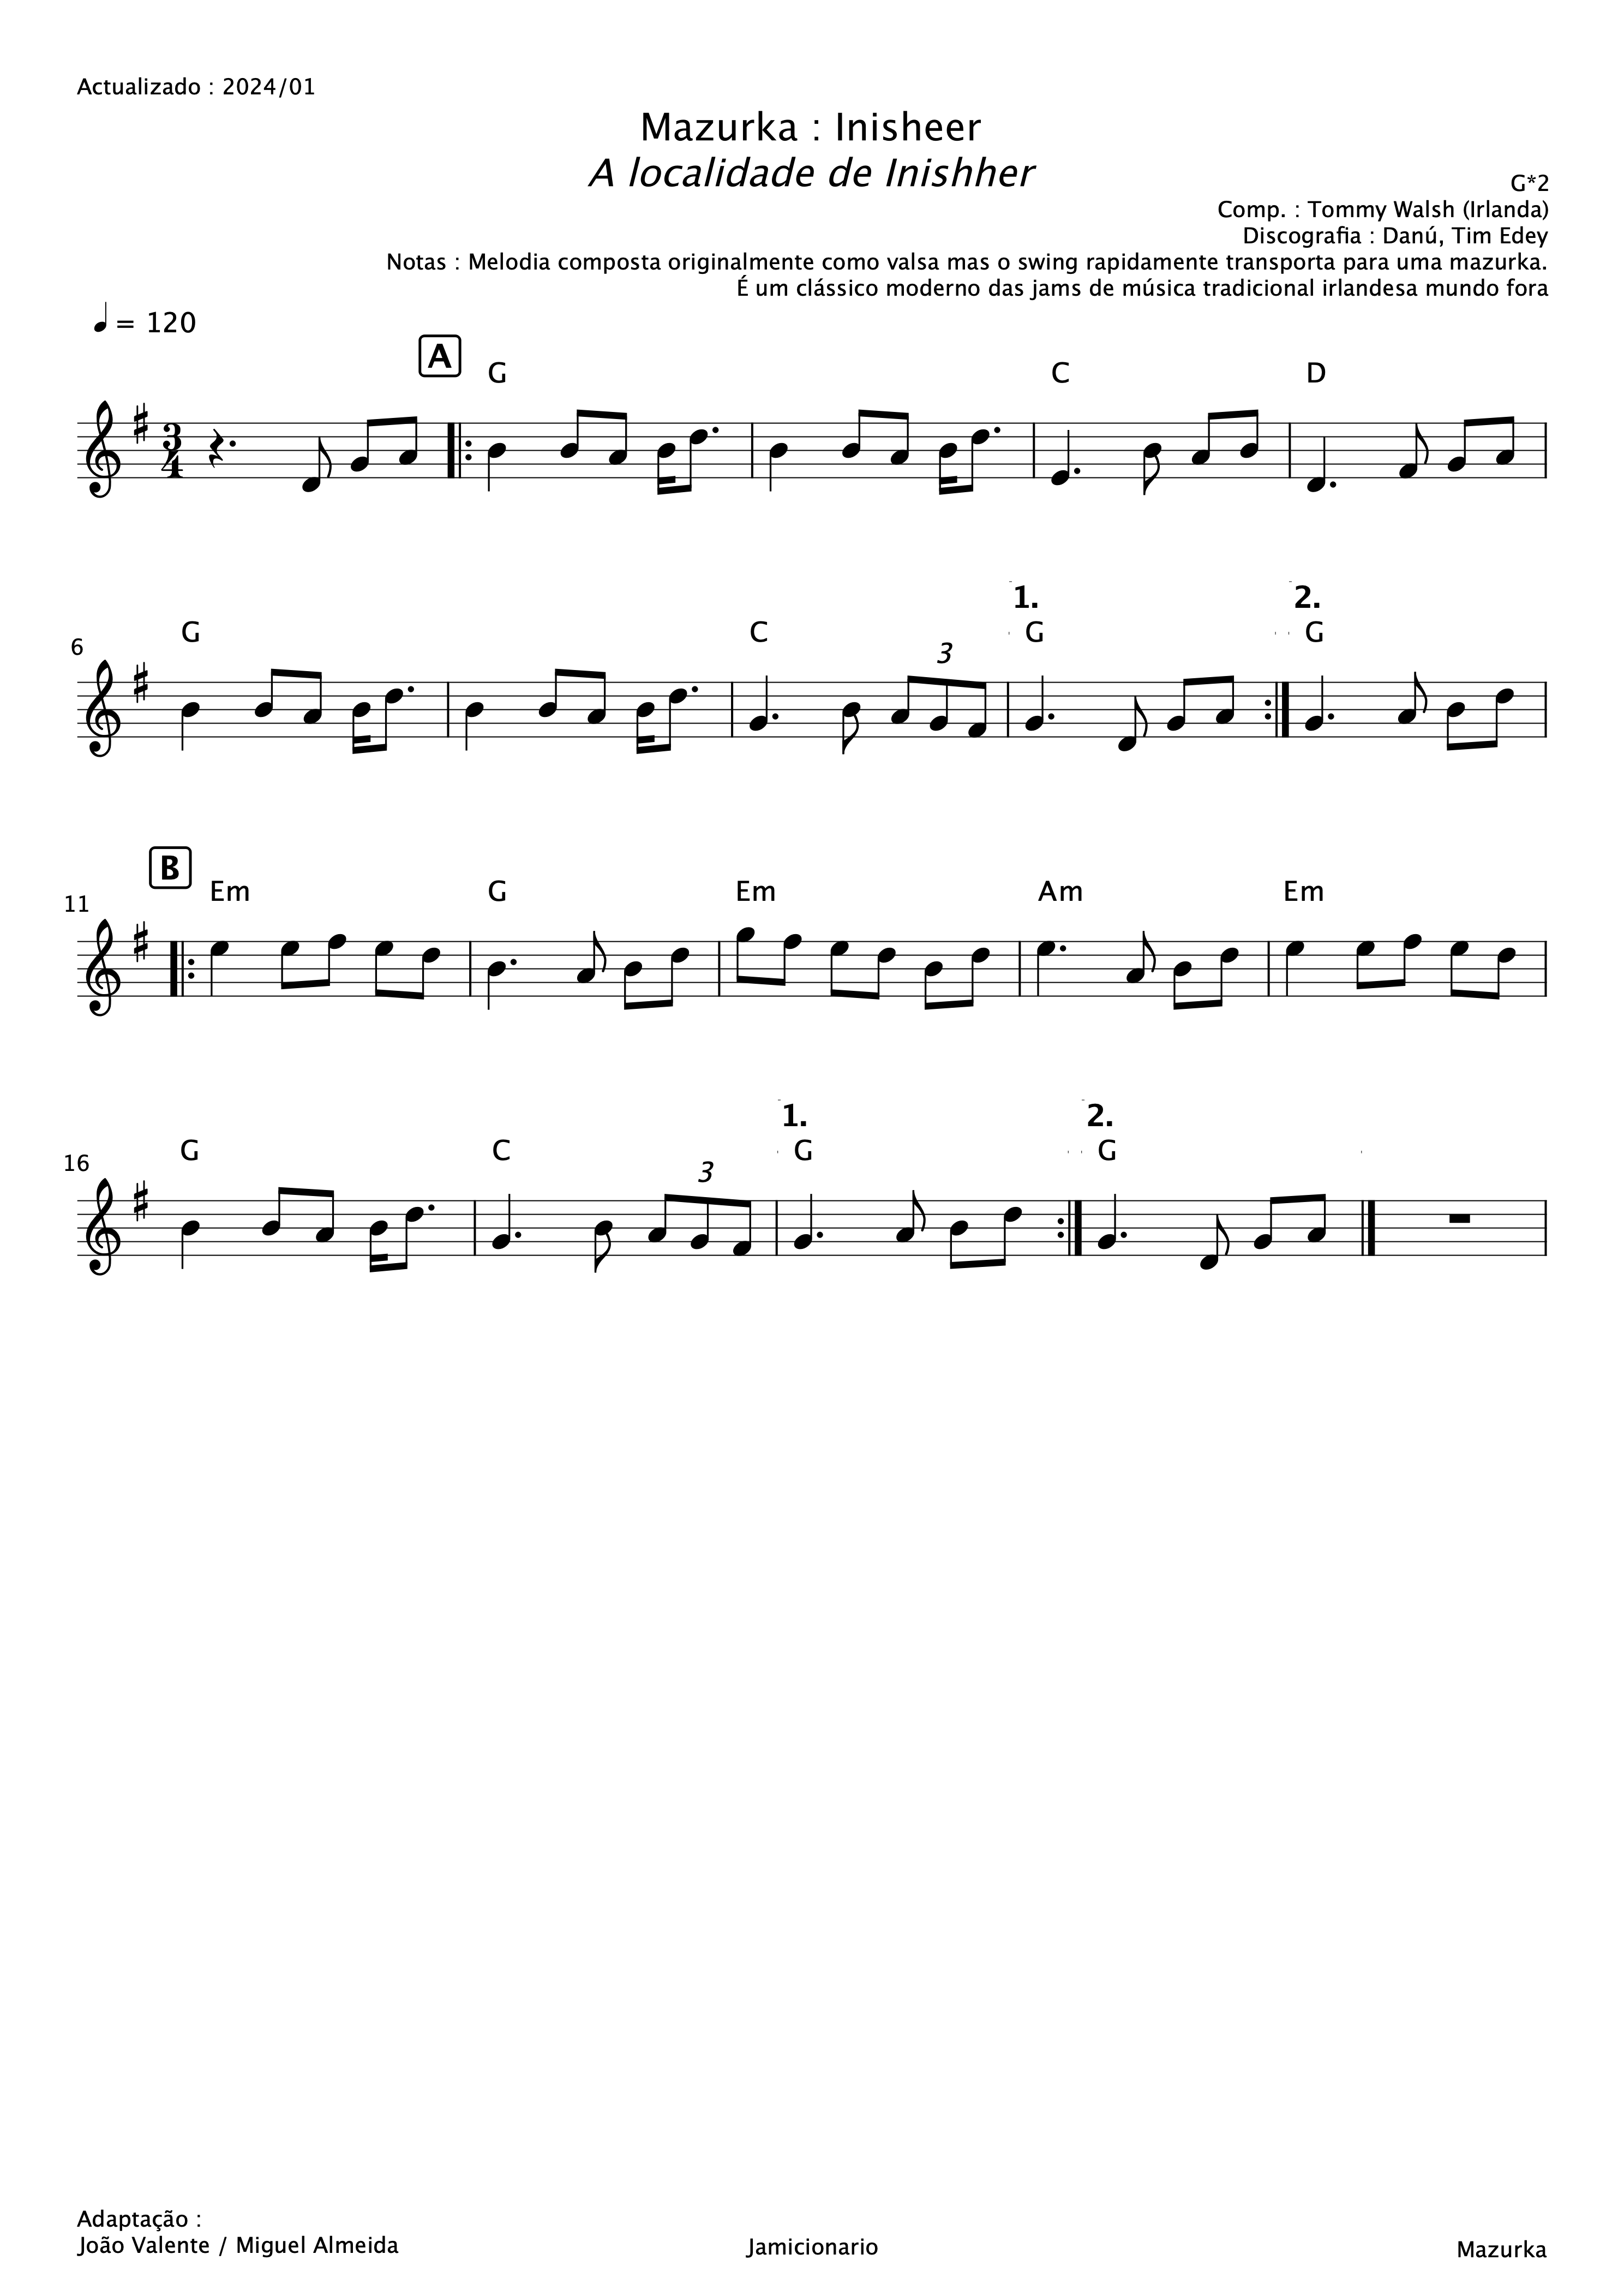 Actualizado : 2024/01
Mazurka : Inisheer
A localidade de Inishher
G*2
Comp. : Tommy Walsh (Irlanda)
Discografia : Danú, Tim Edey
Notas : Melodia composta originalmente como valsa mas o swing rapidamente transporta para uma mazurka.
É um clássico moderno das jams de música tradicional irlandesa mundo fora
= 120
A
G C D
3
4
1. 2.
6 G C 3 G G
B
11 Em G Em Am Em
1. 2.
16 G C 3 G G
Adaptação :
João Valente / Miguel Almeida
Jamicionario
Mazurka